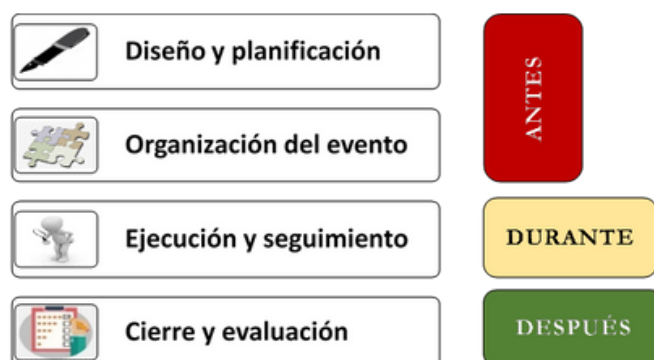 Diseño y planificación
ANTES
Organización del evento
Ejecución y seguimiento
DURANTE
Cierre y evaluación
DESPUÉS